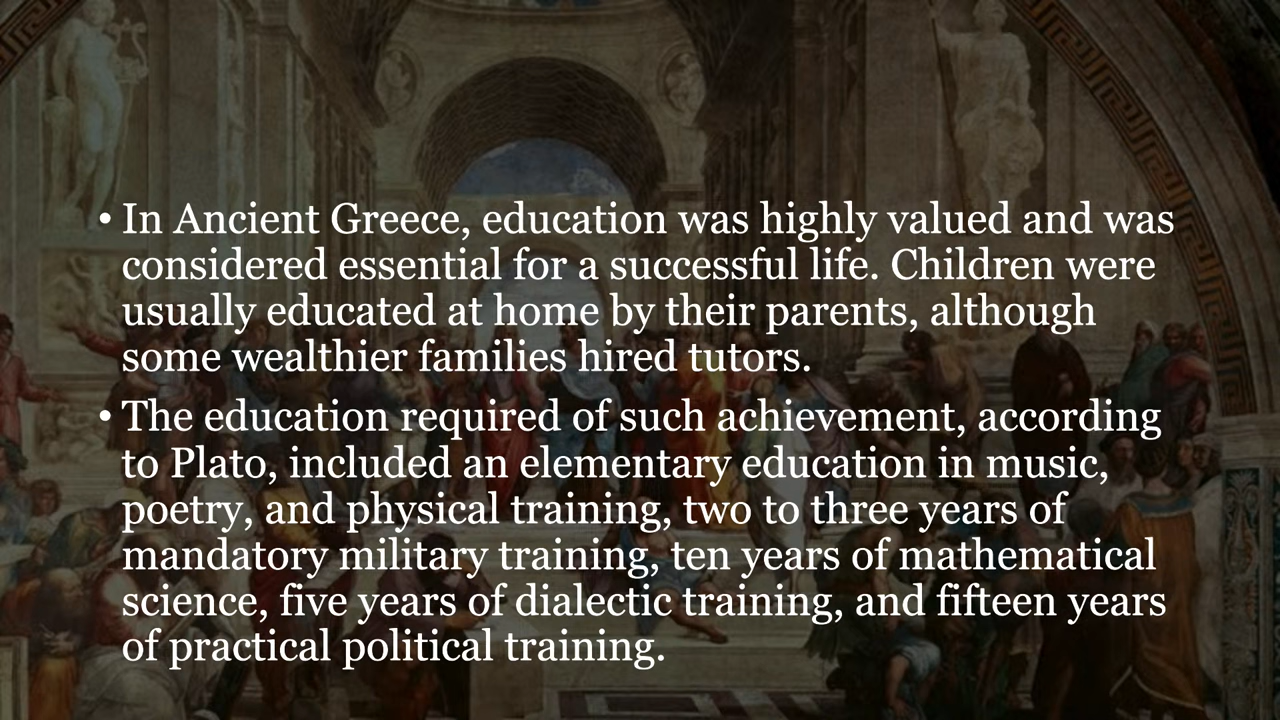 • In Ancient Greece, education was highly valued and was
considered essential for a successful life. Children were
usually educated at home by their parents, although
some wealthier families hired tutors.
• The education required of such achievement, according
to Plato, included an elementary education in music,
poetry, and physical training, two to three years of
mandatory military training, ten years of mathematical
science, five years of dialectic training, and fifteen years
of practical political training.